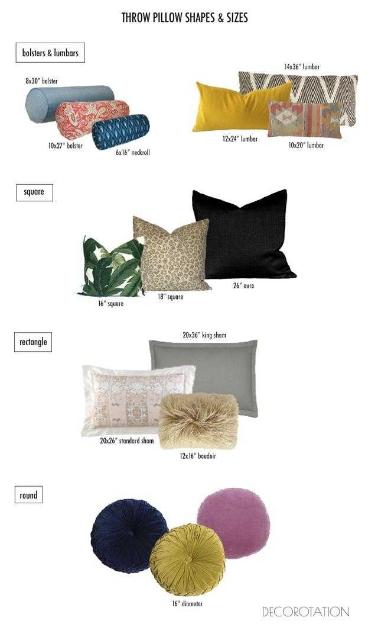 THROW PILLOW SHAPES & SIZES
bolsters & lumbars
14x36" lumbar
8x30" bolster
12x24" lumbar
10x20" lumbar
10x27" bolster
6x16" neckroll
square
26" euro
18" square
16" square
rectangle
20x36" king sham
20x26" standard sham
12x16" boudoir
round
16" diameter
DECOROTATION